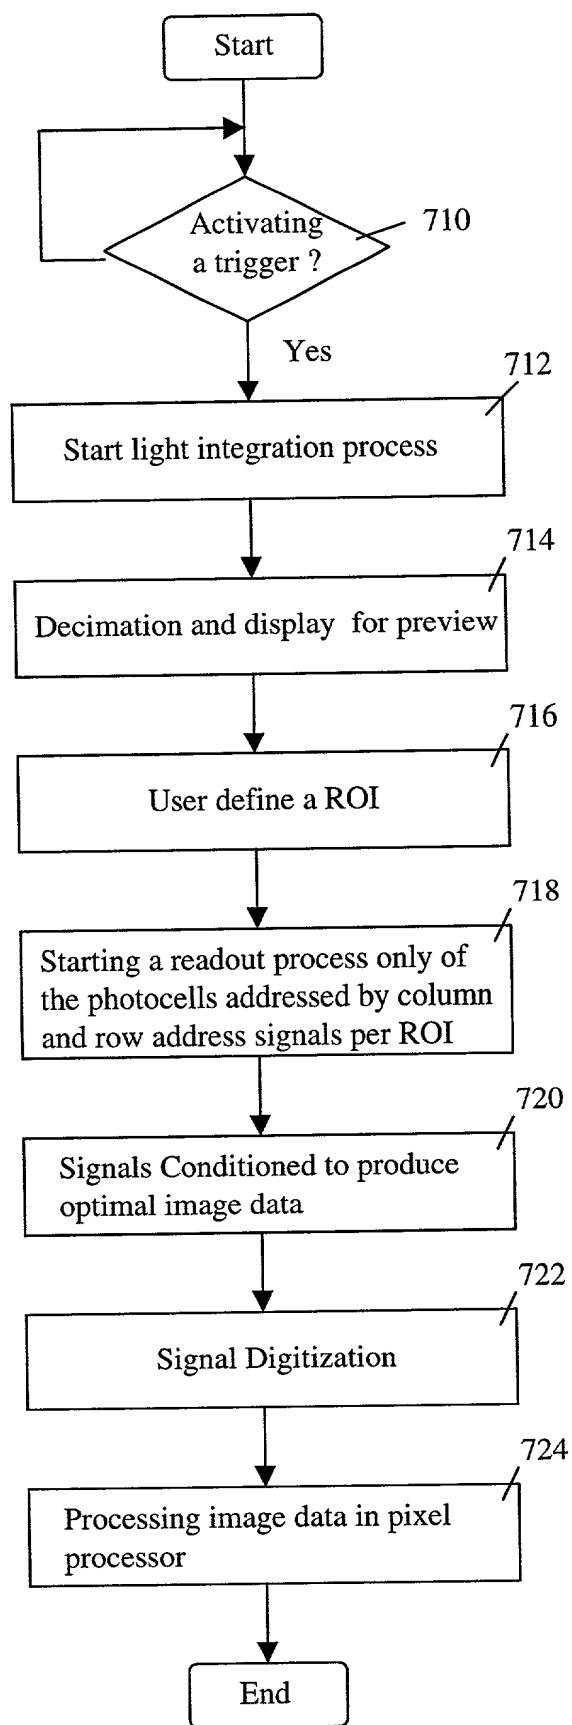 Start
Activating
a trigger ?
710
Yes
712
Start light integration process
714
Decimation and display for preview
716
User define a ROI
718
Starting a readout process only of
the photocells addressed by column
and row address signals per ROI
720
Signals Conditioned to produce
optimal image data
722
Signal Digitization
724
Processing image data in pixel
processor
End